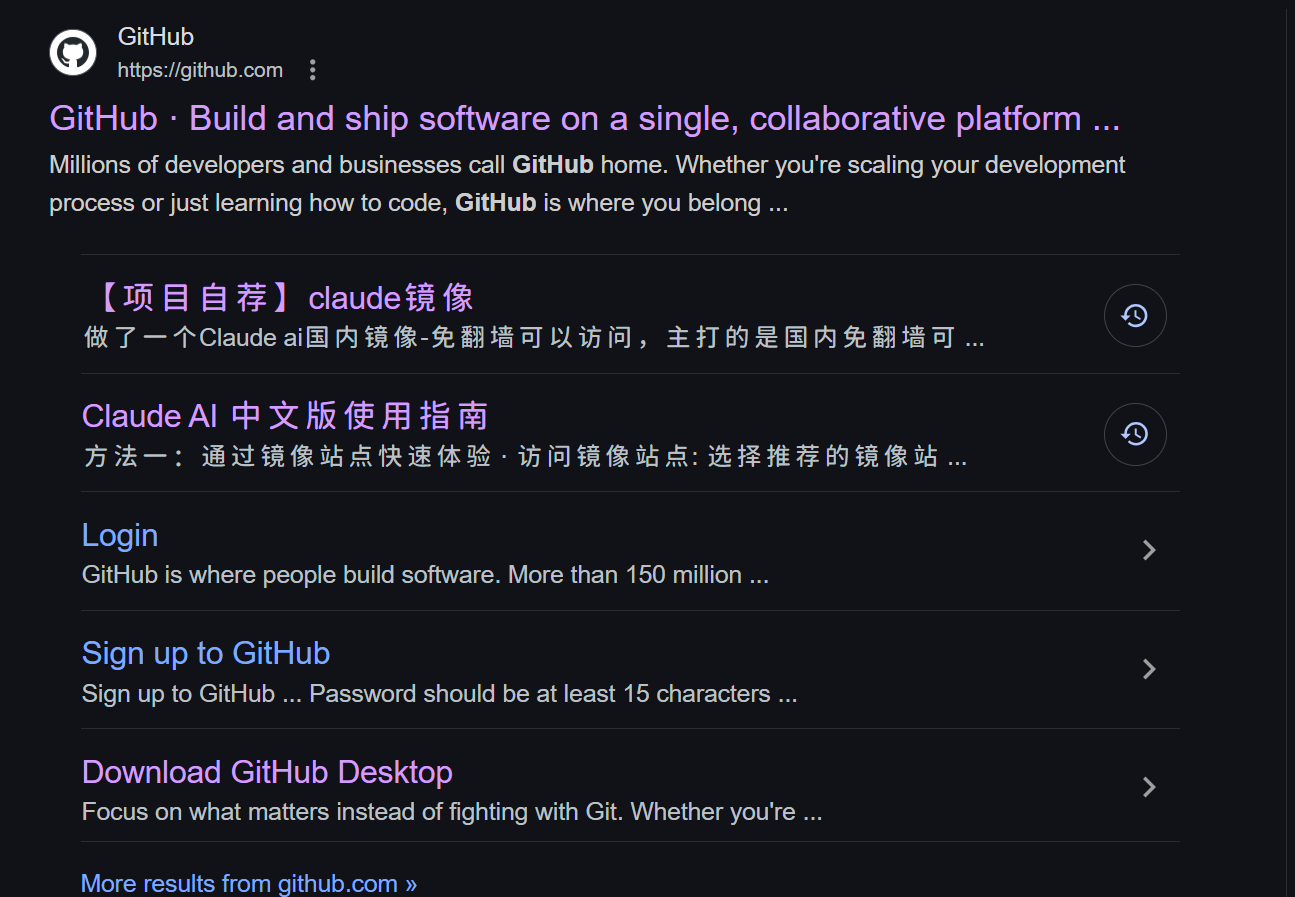 GitHub
https://github.com
GitHub · Build and ship software on a single, collaborative platform ...
Millions of developers and businesses call GitHub home. Whether you're scaling your development
process or just learning how to code, GitHub is where you belong ...
【项目自荐】claude镜像
做了一个Claude ai国内镜像-免翻墙可以访问，主打的是国内免翻墙可 ...
Claude AI 中文版使用指南
方法一：通过镜像站点快速体验 · 访问镜像站点: 选择推荐的镜像站 ...
Login
GitHub is where people build software. More than 150 million ...
Sign up to GitHub
Sign up to GitHub ... Password should be at least 15 characters ...
Download GitHub Desktop
Focus on what matters instead of fighting with Git. Whether you're ...
More results from github.com »